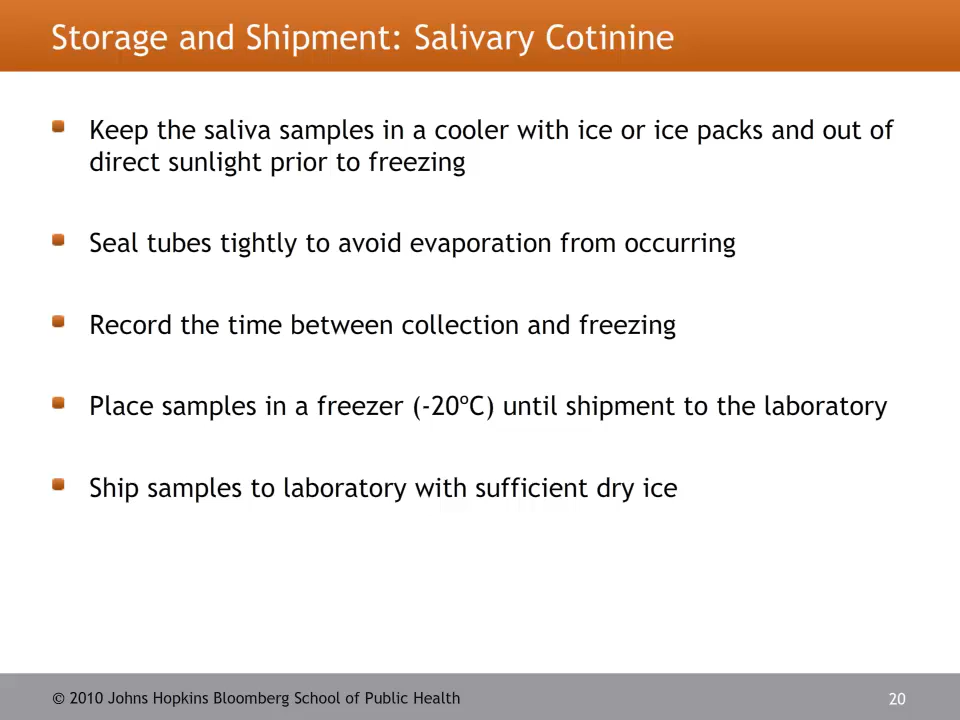 Storage and Shipment: Salivary Cotinine
Keep the saliva samples in a cooler with ice or ice packs and out of
direct sunlight prior to freezing
Seal tubes tightly to avoid evaporation from occurring
Record the time between collection and freezing
Place samples in a freezer (-20ºC) until shipment to the laboratory
Ship samples to laboratory with sufficient dry ice
© 2010 Johns Hopkins Bloomberg School of Public Health
20